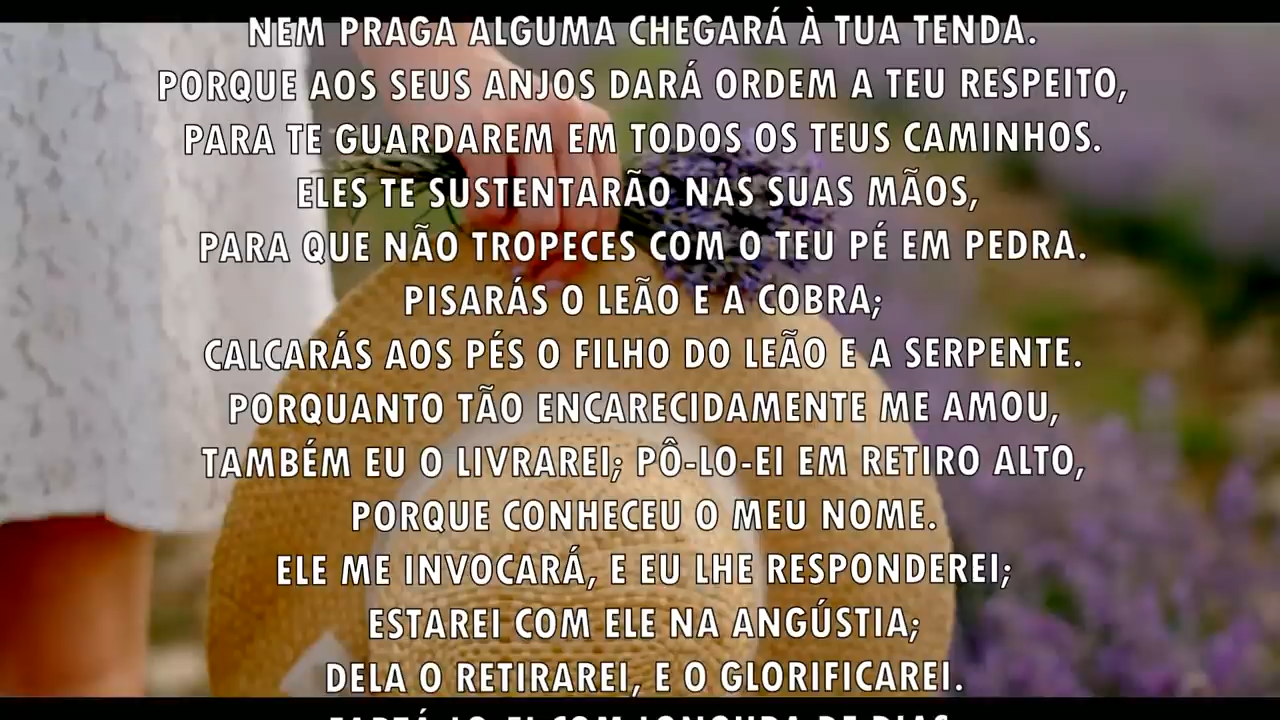 NEM PRAGA ALGUMA CHEGARÁ À TUA TENDA.
PORQUE AOS SEUS ANJOS DARÁ ORDEM A TEU RESPEITO,
PARA TE GUARDAREM EM TODOS OS TEUS CAMINHOS.
ELES TE SUSTENTARÃO NAS SUAS MÃOS,
PARA QUE NÃO TROPECES COM O TEU PÉ EM PEDRA.
PISARÁS O LEÃO E A COBRA;
CALCARÁS AOS PÉS O FILHO DO LEÃO E A SERPENTE.
PORQUANTO TÃO ENCARECIDAMENTE ME AMOU,
TAMBÉM EU O LIVRAREI; PÔ-LO-EI EM RETIRO ALTO,
PORQUE CONHECEU O MEU NOME.
ELE ME INVOCARÁ, E EU LHE RESPONDEREI;
ESTAREI COM ELE NA ANGÚSTIA;
DELA O RETIRAREI, E O GLORIFICAREI.